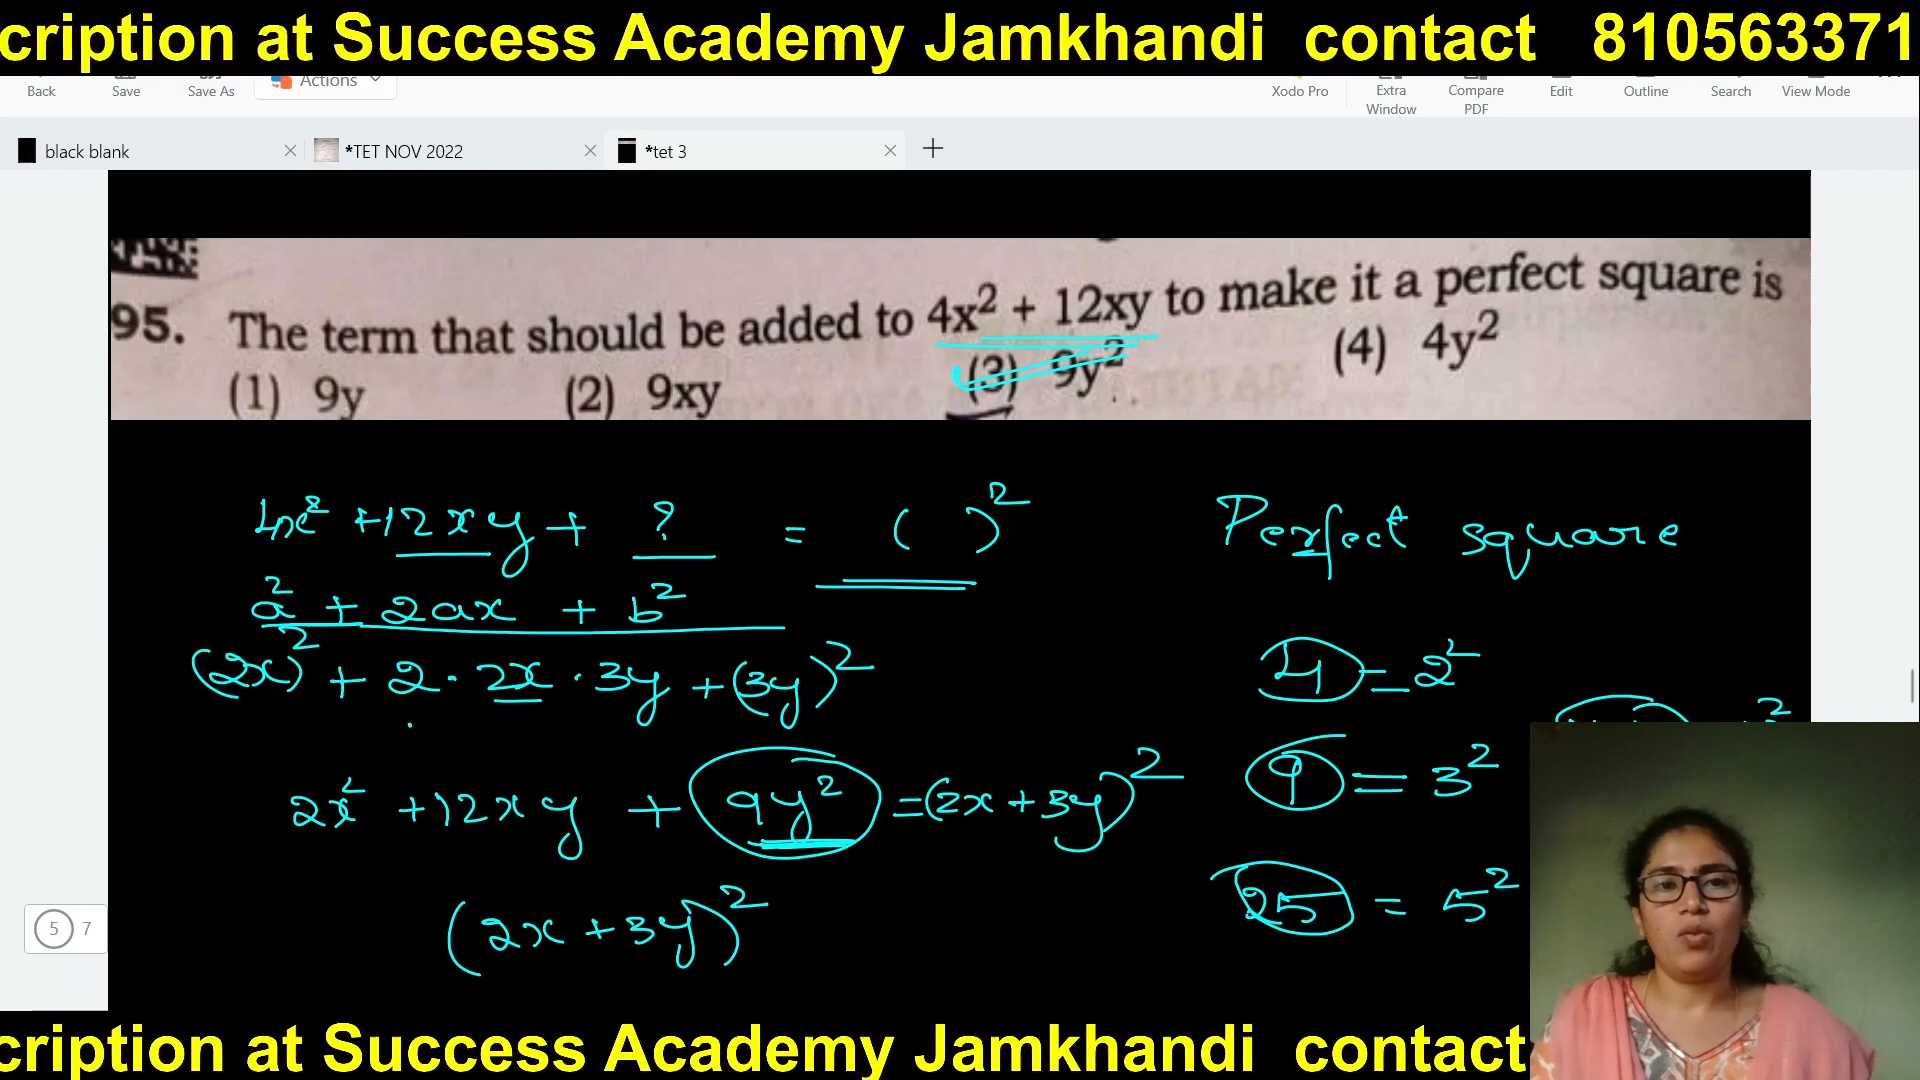 cription at Success Academy Jamkhandi contact 810563371
Back Save Save As Actions Xodo Pro Extra Window Compare PDF Edit Outline Search View Mode
black blank *TET NOV 2022 *tet 3
95. The term that should be added to 4x² + 12xy to make it a perfect square is
(1) 9y (2) 9xy (3) 9y² (4) 4y²
4x² + 12xy + ? = ( )² Perfect square
a² + 2ax + b²
(2x)² + 2 · 2x · 3y + (3y)² 4 = 2²
2x² + 12xy + 9y² = (2x + 3y)² 9 = 3²
(2x + 3y)² 25 = 5²
5 7
cription at Success Academy Jamkhandi contact